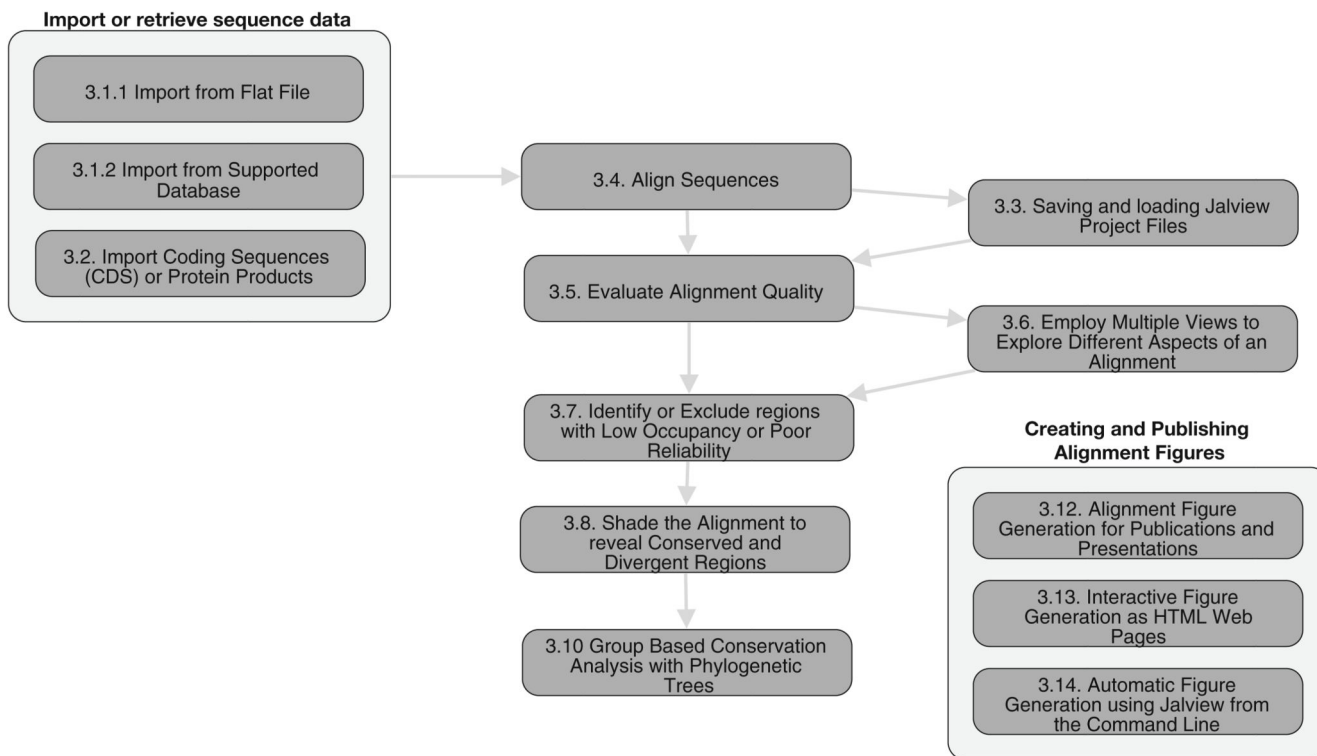 Import or retrieve sequence data
3.1.1 Import from Flat File
3.1.2 Import from Supported
Database
3.2. Import Coding Sequences
(CDS) or Protein Products
3.4. Align Sequences
3.3. Saving and loading Jalview
Project Files
3.5. Evaluate Alignment Quality
3.6. Employ Multiple Views to
Explore Different Aspects of an
Alignment
3.7. Identify or Exclude regions
with Low Occupancy or Poor
Reliability
3.8. Shade the Alignment to
reveal Conserved and
Divergent Regions
3.10 Group Based Conservation
Analysis with Phylogenetic
Trees
Creating and Publishing
Alignment Figures
3.12. Alignment Figure
Generation for Publications and
Presentations
3.13. Interactive Figure
Generation as HTML Web
Pages
3.14. Automatic Figure
Generation using Jalview from
the Command Line